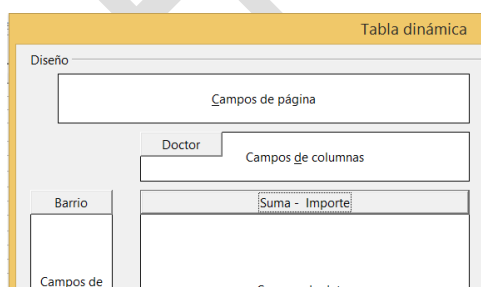 Tabla dinámica
Diseño
Campos de página
Doctor
Campos de columnas
Barrio
Suma - Importe
Campos de